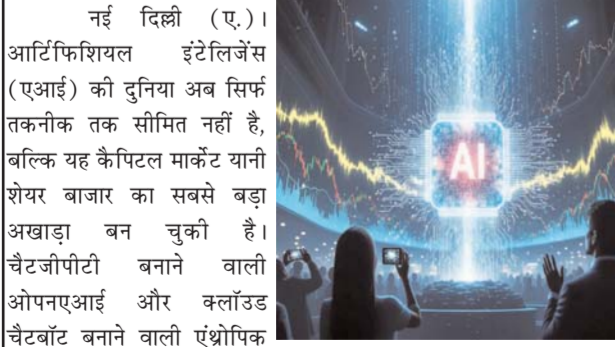 नई दिल्ली (ए.)।
आर्टिफिशियल इंटेलिजेंस
(एआई) की दुनिया अब सिर्फ
तकनीक तक सीमित नहीं है,
बल्कि यह कैपिटल मार्केट यानी
शेयर बाजार का सबसे बड़ा
अखाड़ा बन चुकी है।
चैटजीपीटी बनाने वाली
ओपनएआई और क्लॉउड
चैटबॉट बनाने वाली एंथ्रोपिक
AI